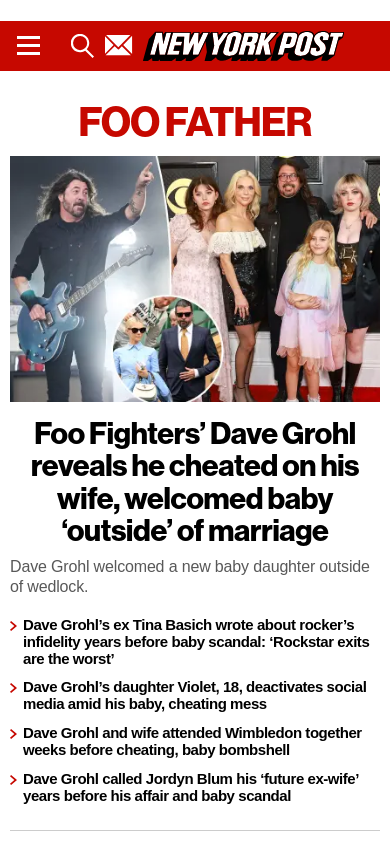 NEW YORK POST
FOO FATHER
Foo Fighters’ Dave Grohl
reveals he cheated on his
wife, welcomed baby
‘outside’ of marriage
Dave Grohl welcomed a new baby daughter outside
of wedlock.
Dave Grohl’s ex Tina Basich wrote about rocker’s
infidelity years before baby scandal: ‘Rockstar exits
are the worst’
Dave Grohl’s daughter Violet, 18, deactivates social
media amid his baby, cheating mess
Dave Grohl and wife attended Wimbledon together
weeks before cheating, baby bombshell
Dave Grohl called Jordyn Blum his ‘future ex-wife’
years before his affair and baby scandal